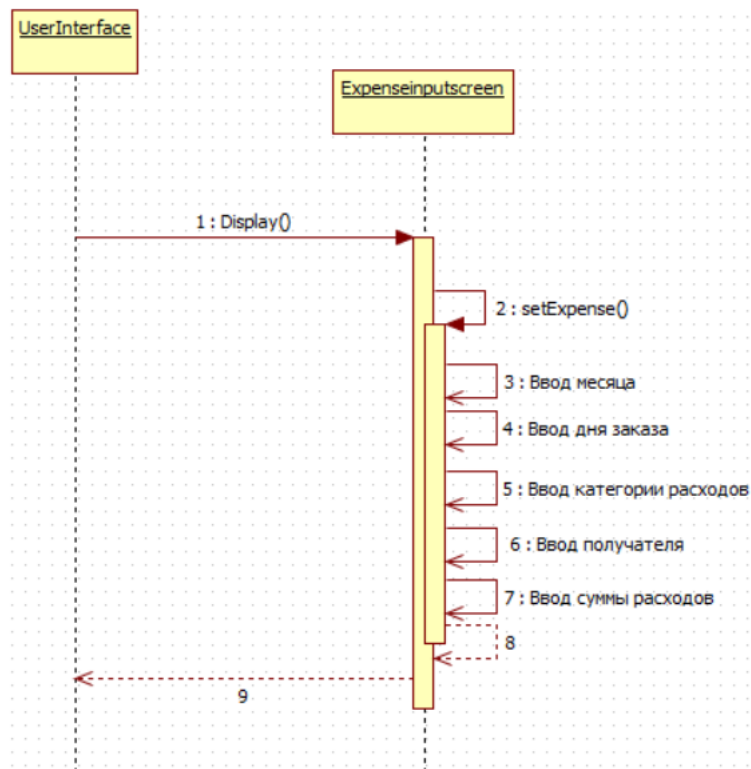 UserInterface
Expenseinputscreen
1 : Display()
2 : setExpense()
3 : Ввод месяца
4 : Ввод дня заказа
5 : Ввод категории расходов
6 : Ввод получателя
7 : Ввод суммы расходов
8
9